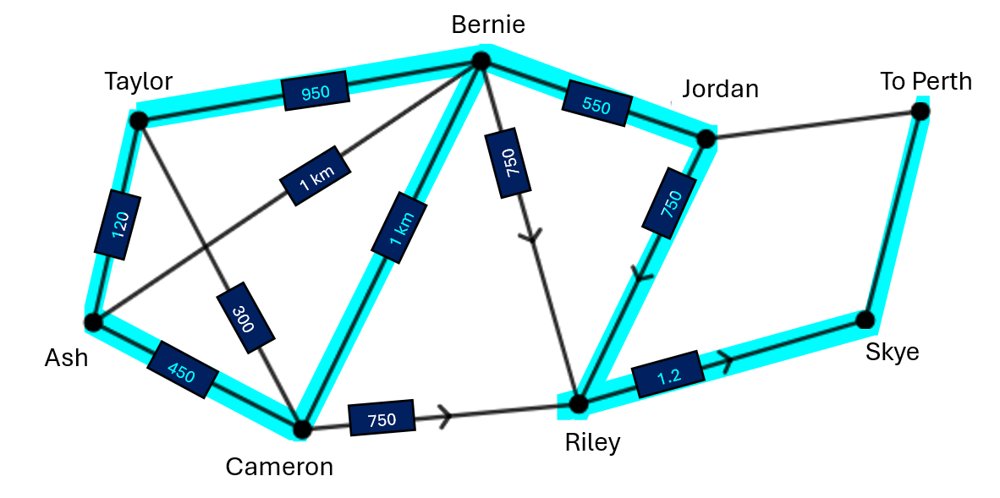 Bernie
Taylor
950
550
Jordan
To Perth
1 km
750
750
120
1 km
300
Ash
450
Skye
1.2
750
Riley
Cameron